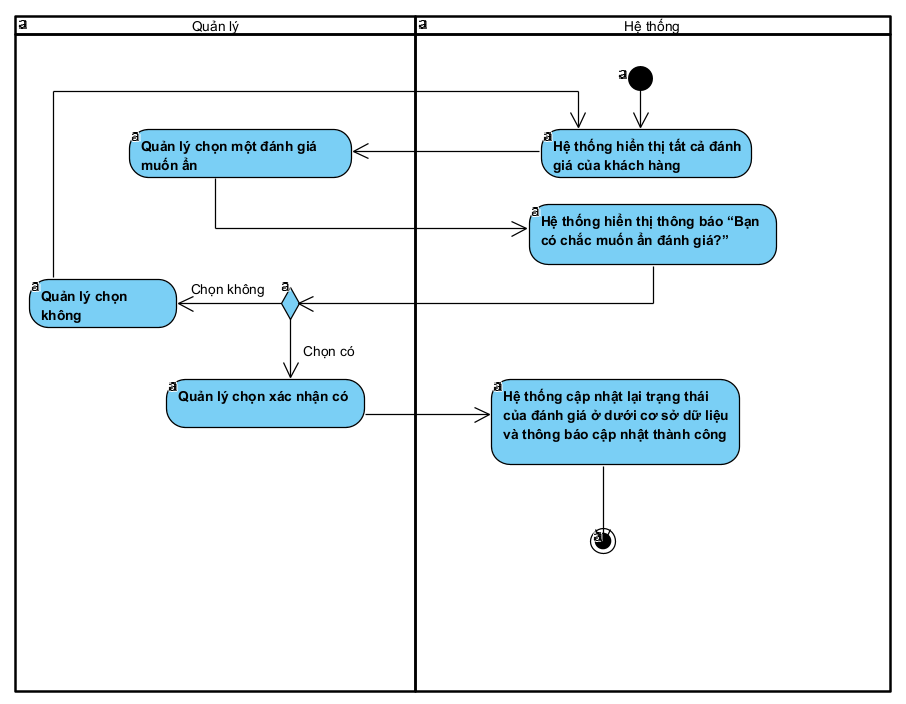 a
Quản lý
a
Hệ thống
a
a
Quản lý chọn một đánh giá
muốn ẩn
a
Hệ thống hiển thị tất cả đánh
giá của khách hàng
a
Hệ thống hiển thị thông báo “Bạn
có chắc muốn ẩn đánh giá?”
a
Quản lý chọn
không
Chọn không
a
Chọn có
a
Quản lý chọn xác nhận có
a
Hệ thống cập nhật lại trạng thái
của đánh giá ở dưới cơ sở dữ liệu
và thông báo cập nhật thành công
a